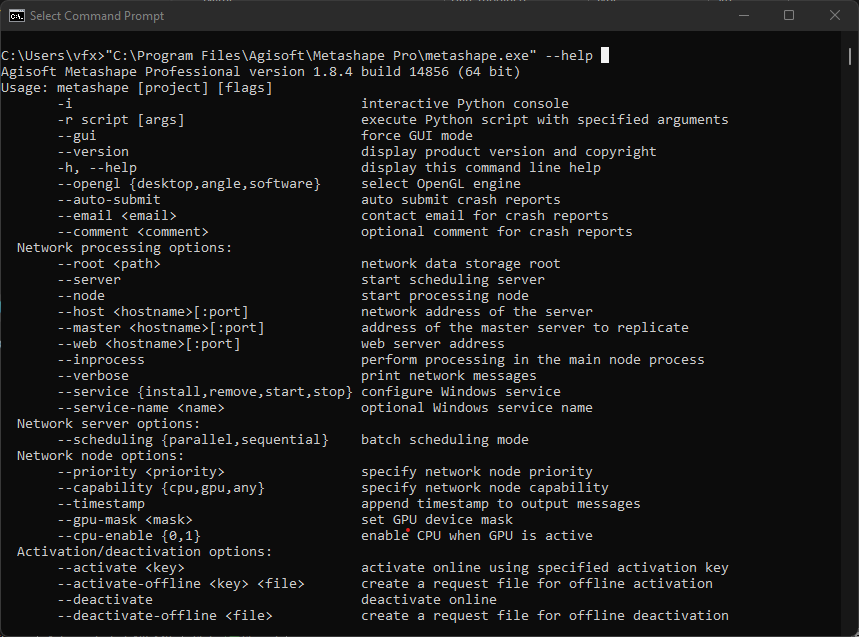 Select Command Prompt
C:\Users\vfx>"C:\Program Files\Agisoft\Metashape Pro\metashape.exe" --help
Agisoft Metashape Professional version 1.8.4 build 14856 (64 bit)
Usage: metashape [project] [flags]
-i interactive Python console
-r script [args] execute Python script with specified arguments
--gui force GUI mode
--version display product version and copyright
-h, --help display this command line help
--opengl {desktop,angle,software} select OpenGL engine
--auto-submit auto submit crash reports
--email <email> contact email for crash reports
--comment <comment> optional comment for crash reports
Network processing options:
--root <path> network data storage root
--server start scheduling server
--node start processing node
--host <hostname>[:port] network address of the server
--master <hostname>[:port] address of the master server to replicate
--web <hostname>[:port] web server address
--inprocess perform processing in the main node process
--verbose print network messages
--service {install,remove,start,stop} configure Windows service
--service-name <name> optional Windows service name
Network server options:
--scheduling {parallel,sequential} batch scheduling mode
Network node options:
--priority <priority> specify network node priority
--capability {cpu,gpu,any} specify network node capability
--timestamp append timestamp to output messages
--gpu-mask <mask> set GPU device mask
--cpu-enable {0,1} enable CPU when GPU is active
Activation/deactivation options:
--activate <key> activate online using specified activation key
--activate-offline <key> <file> create a request file for offline activation
--deactivate deactivate online
--deactivate-offline <file> create a request file for offline deactivation